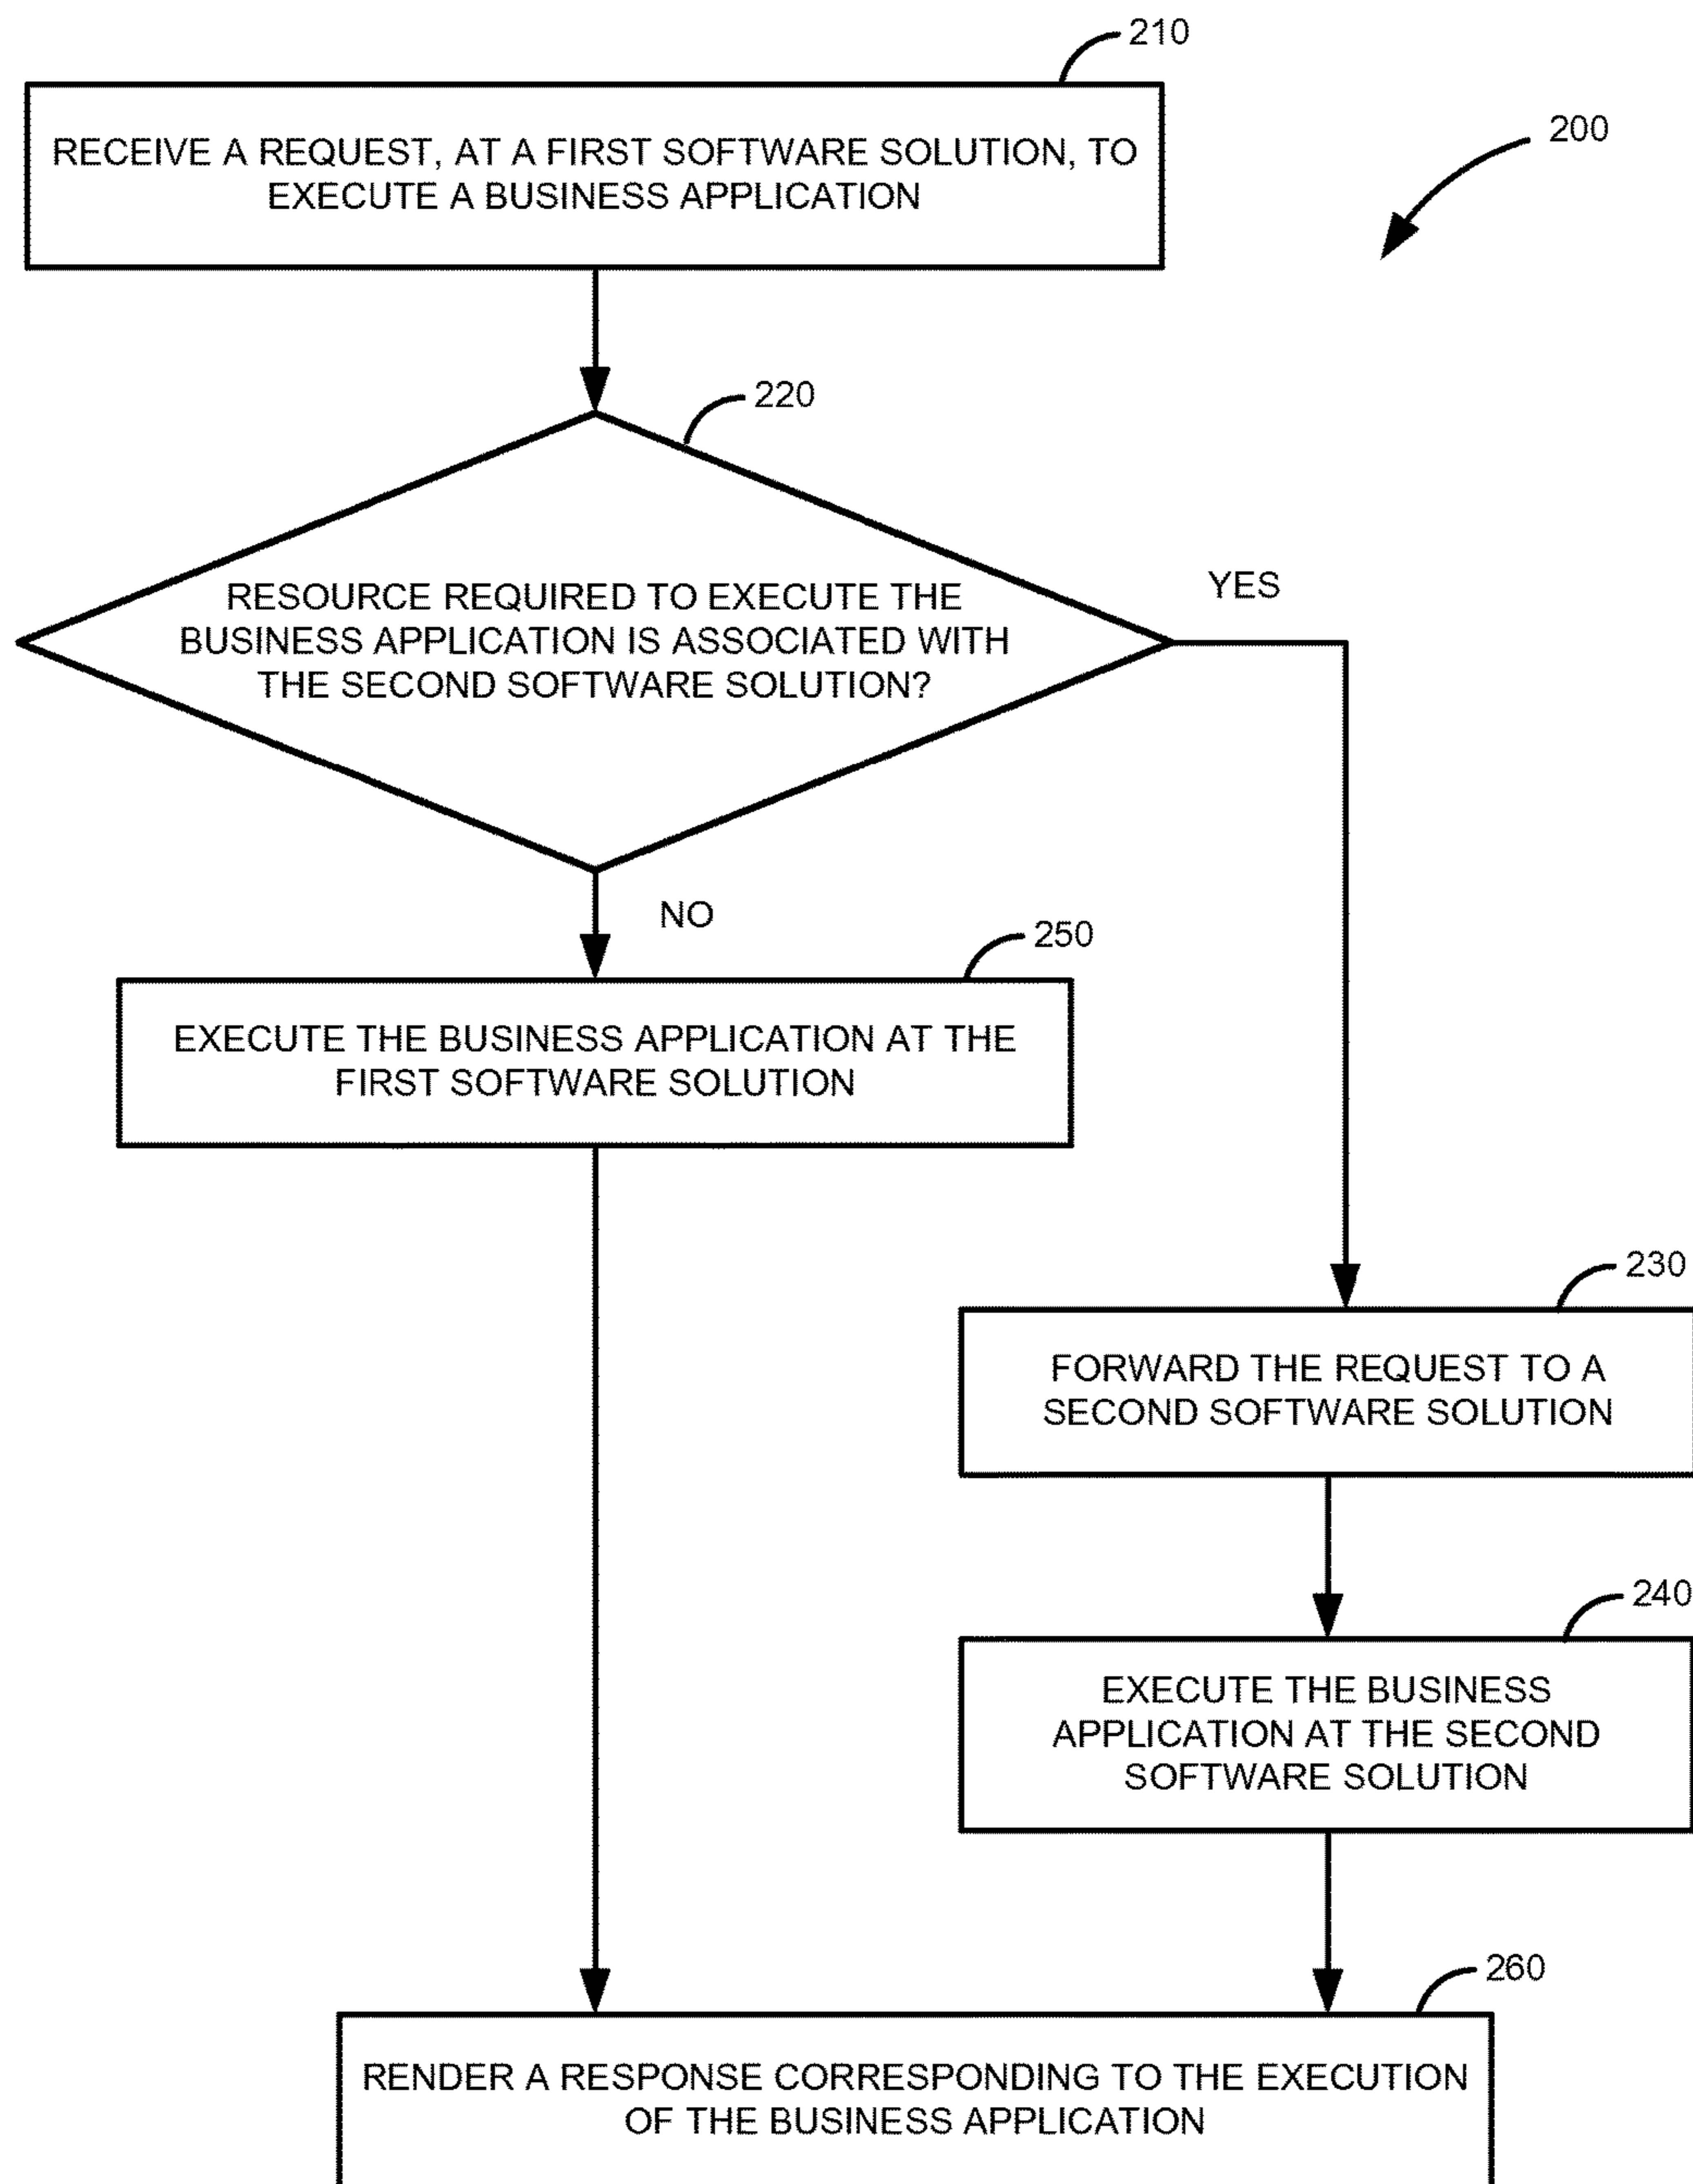 210
RECEIVE A REQUEST, AT A FIRST SOFTWARE SOLUTION, TO
EXECUTE A BUSINESS APPLICATION
200
220
RESOURCE REQUIRED TO EXECUTE THE
BUSINESS APPLICATION IS ASSOCIATED WITH
THE SECOND SOFTWARE SOLUTION?
YES
NO
250
EXECUTE THE BUSINESS APPLICATION AT THE
FIRST SOFTWARE SOLUTION
230
FORWARD THE REQUEST TO A
SECOND SOFTWARE SOLUTION
240
EXECUTE THE BUSINESS
APPLICATION AT THE SECOND
SOFTWARE SOLUTION
260
RENDER A RESPONSE CORRESPONDING TO THE EXECUTION
OF THE BUSINESS APPLICATION